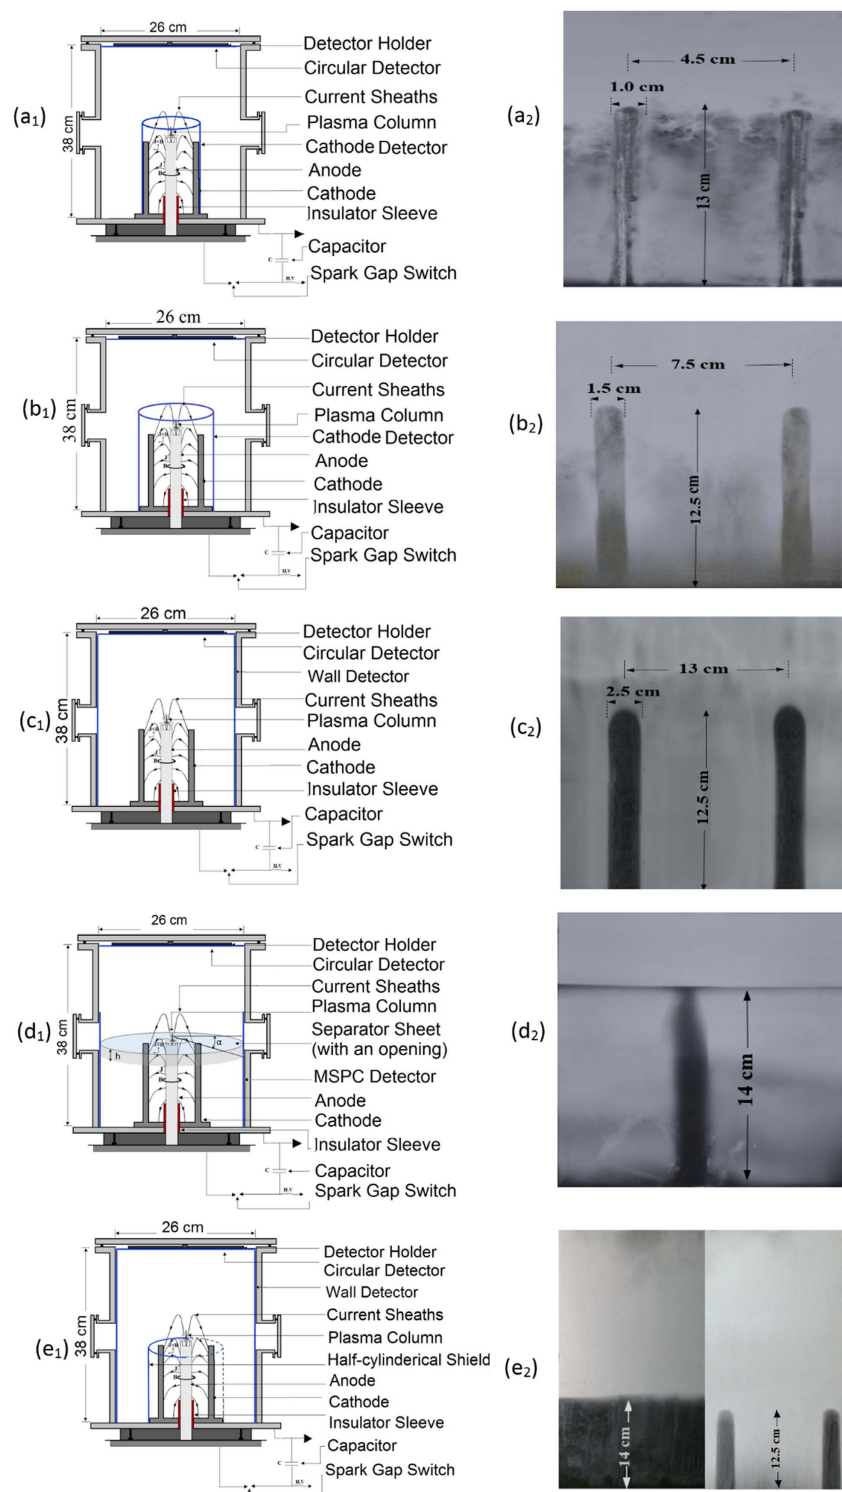 (a1)
26 cm
38 cm
Detector Holder
Circular Detector
Current Sheaths
Plasma Column
Cathode Detector
Anode
Cathode
Insulator Sleeve
Capacitor
Spark Gap Switch
J
B
C
H.V
(a2)
4.5 cm
1.0 cm
13 cm
(b1)
26 cm
38 cm
Detector Holder
Circular Detector
Current Sheaths
Plasma Column
Cathode Detector
Anode
Cathode
Insulator Sleeve
Capacitor
Spark Gap Switch
J
B
C
H.V
(b2)
7.5 cm
1.5 cm
12.5 cm
(c1)
26 cm
38 cm
Detector Holder
Circular Detector
Wall Detector
Current Sheaths
Plasma Column
Anode
Cathode
Insulator Sleeve
Capacitor
Spark Gap Switch
J
B
C
H.V
(c2)
13 cm
2.5 cm
12.5 cm
(d1)
26 cm
38 cm
Detector Holder
Circular Detector
Current Sheaths
Plasma Column
Separator Sheet
(with an opening)
MSPC Detector
Anode
Cathode
Insulator Sleeve
Capacitor
Spark Gap Switch
α
h
J
B
C
H.V
(d2)
14 cm
(e1)
26 cm
38 cm
Detector Holder
Circular Detector
Wall Detector
Current Sheaths
Plasma Column
Half-cylinderical Shield
Anode
Cathode
Insulator Sleeve
Capacitor
Spark Gap Switch
J
B
C
H.V
(e2)
14 cm
12.5 cm